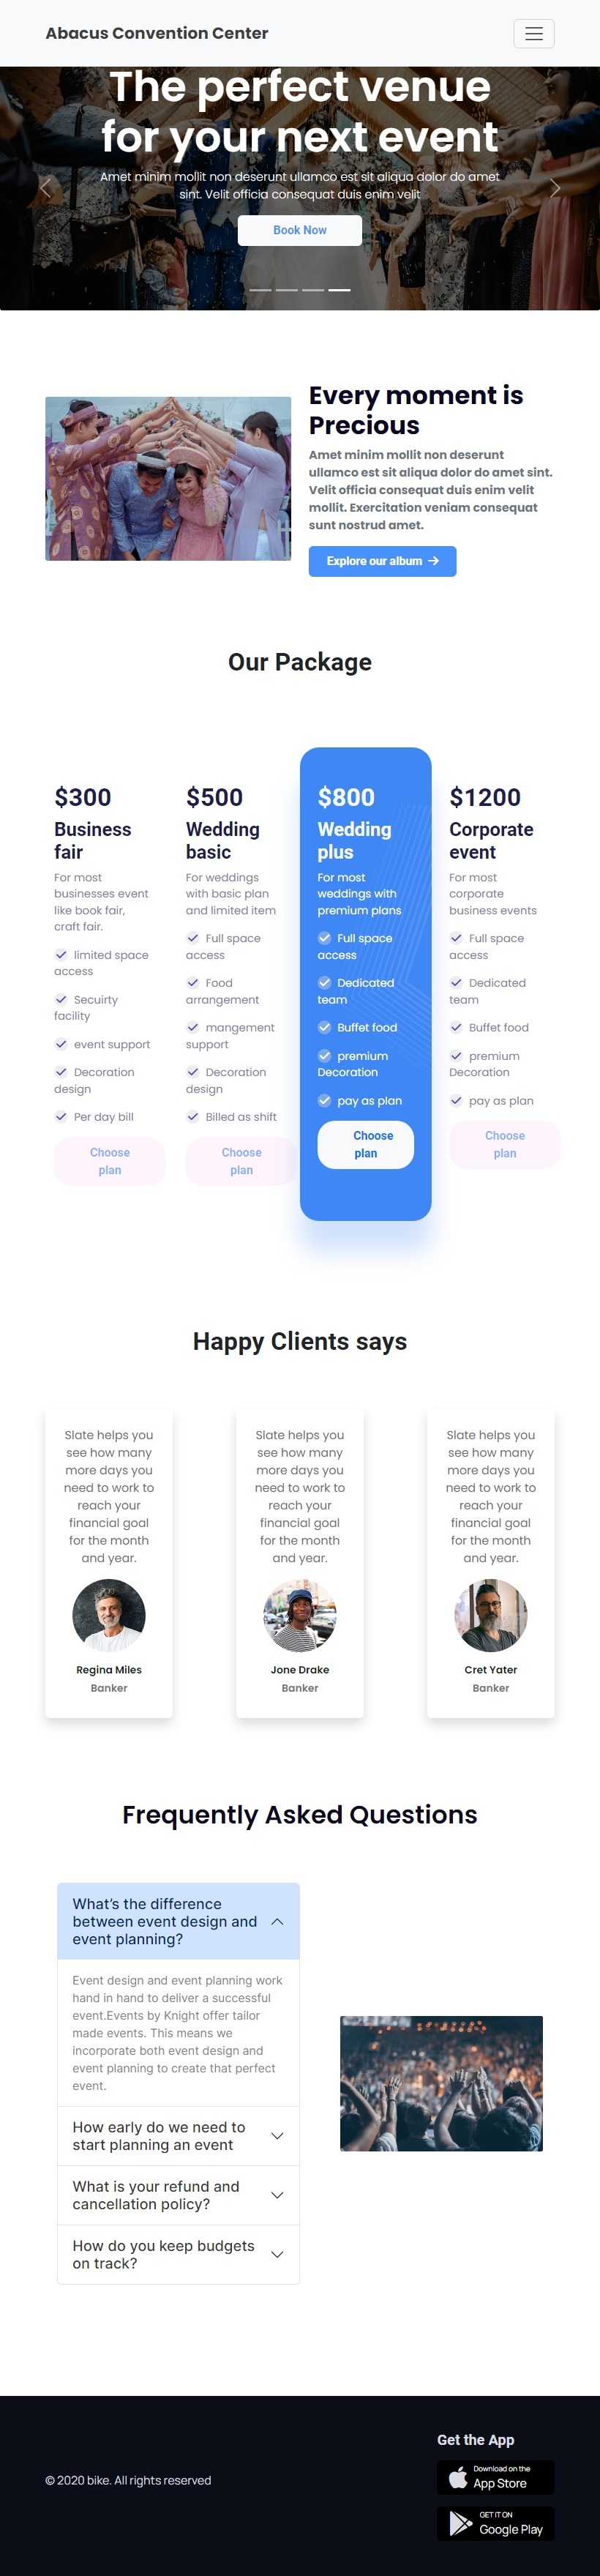 Abacus Convention Center
The perfect venue
for your next event
Amet minim mollit non deserunt ullamco est sit aliqua dolor do amet
sint. Velit officia consequat duis enim velit
Book Now
Every moment is
Precious
Amet minim mollit non deserunt
ullamco est sit aliqua dolor do amet sint.
Velit officia consequat duis enim velit
mollit. Exercitation veniam consequat
sunt nostrud amet.
Explore our album
Our Package
$300
Business
fair
For most
businesses event
like book fair,
craft fair.
limited space
access
Secuirty
facility
event support
Decoration
design
Per day bill
Choose
plan
$500
Wedding
basic
For weddings
with basic plan
and limited item
Full space
access
Food
arrangement
mangement
support
Decoration
design
Billed as shift
Choose
plan
$800
Wedding
plus
For most
weddings with
premium plans
Full space
access
Dedicated
team
Buffet food
premium
Decoration
pay as plan
Choose
plan
$1200
Corporate
event
For most
corporate
business events
Full space
access
Dedicated
team
Buffet food
premium
Decoration
pay as plan
Choose
plan
Happy Clients says
Slate helps you
see how many
more days you
need to work to
reach your
financial goal
for the month
and year.
Regina Miles
Banker
Slate helps you
see how many
more days you
need to work to
reach your
financial goal
for the month
and year.
Jone Drake
Banker
Slate helps you
see how many
more days you
need to work to
reach your
financial goal
for the month
and year.
Cret Yater
Banker
Frequently Asked Questions
What's the difference
between event design and
event planning?
Event design and event planning work
hand in hand to deliver a successful
event.Events by Knight offer tailor
made events. This means we
incorporate both event design and
event planning to create that perfect
event.
How early do we need to
start planning an event
What is your refund and
cancellation policy?
How do you keep budgets
on track?
© 2020 bike. All rights reserved
Get the App
Download on the
App Store
GET IT ON
Google Play